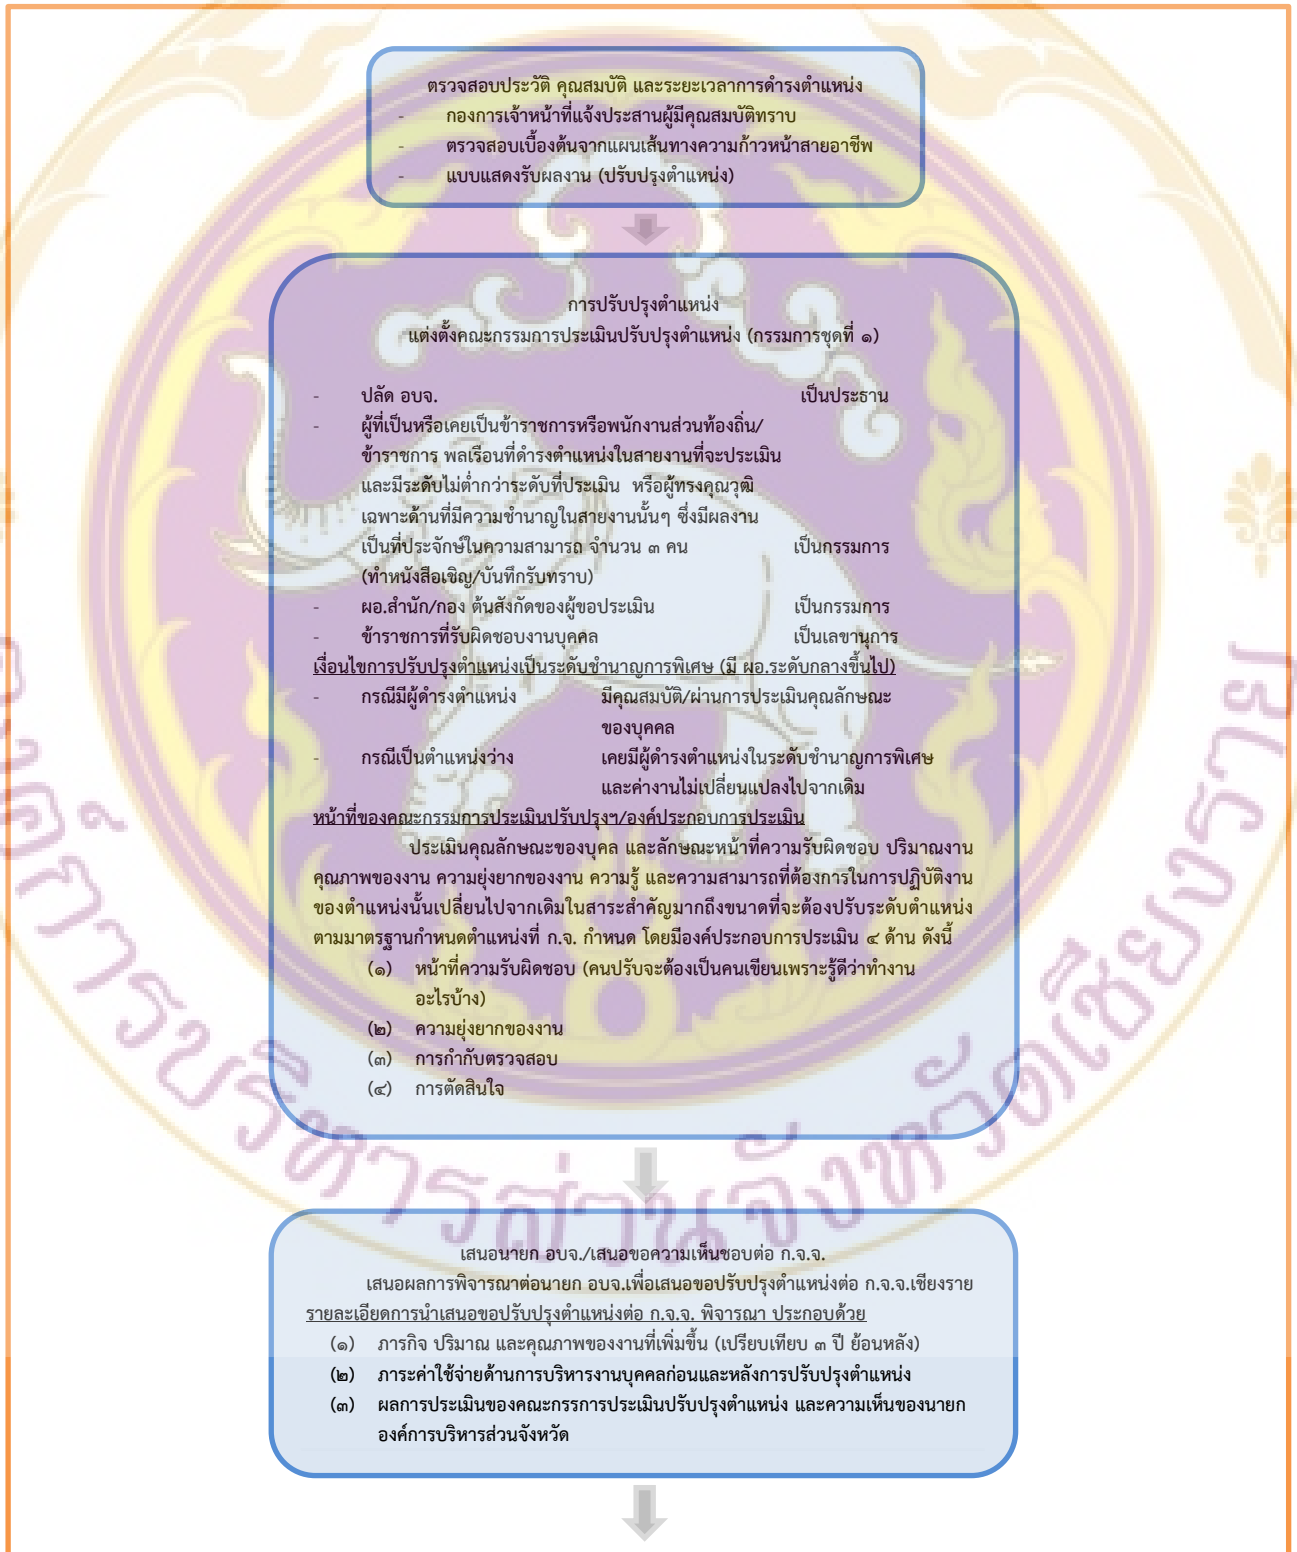 ตรวจสอบประวัติ คุณสมบัติ และระยะเวลาการดำรงตำแหน่ง
- กองการเจ้าหน้าที่แจ้งประสานผู้มีคุณสมบัติทราบ
- ตรวจสอบเบื้องต้นจากแผนเส้นทางความก้าวหน้าสายอาชีพ
- แบบแสดงรับผลงาน (ปรับปรุงตำแหน่ง)
การปรับปรุงตำแหน่ง
แต่งตั้งคณะกรรมการประเมินปรับปรุงตำแหน่ง (กรรมการชุดที่ ๑)
- ปลัด อบจ. เป็นประธาน
- ผู้ที่เป็นหรือเคยเป็นข้าราชการหรือพนักงานส่วนท้องถิ่น/
ข้าราชการ พลเรือนที่ดำรงตำแหน่งในสายงานที่จะประเมิน
และมีระดับไม่ต่ำกว่าระดับที่ประเมิน หรือผู้ทรงคุณวุฒิ
เฉพาะด้านที่มีความชำนาญในสายงานนั้นๆ ซึ่งมีผลงาน
เป็นที่ประจักษ์ในความสามารถ จำนวน ๓ คน เป็นกรรมการ
(ทำหนังสือเชิญ/บันทึกรับทราบ)
- ผอ.สำนัก/กอง ต้นสังกัดของผู้ขอประเมิน เป็นกรรมการ
- ข้าราชการที่รับผิดชอบงานบุคคล เป็นเลขานุการ
เงื่อนไขการปรับปรุงตำแหน่งเป็นระดับชำนาญการพิเศษ (มี ผอ.ระดับกลางขึ้นไป)
- กรณีมีผู้ดำรงตำแหน่ง มีคุณสมบัติ/ผ่านการประเมินคุณลักษณะ
ของบุคคล
- กรณีเป็นตำแหน่งว่าง เคยมีผู้ดำรงตำแหน่งในระดับชำนาญการพิเศษ
และค่างานไม่เปลี่ยนแปลงไปจากเดิม
หน้าที่ของคณะกรรมการประเมินปรับปรุงฯ/องค์ประกอบการประเมิน
ประเมินคุณลักษณะของบุคล และลักษณะหน้าที่ความรับผิดชอบ ปริมาณงาน
คุณภาพของงาน ความยุ่งยากของงาน ความรู้ และความสามารถที่ต้องการในการปฏิบัติงาน
ของตำแหน่งนั้นเปลี่ยนไปจากเดิมในสาระสำคัญมากถึงขนาดที่จะต้องปรับระดับตำแหน่ง
ตามมาตรฐานกำหนดตำแหน่งที่ ก.จ. กำหนด โดยมีองค์ประกอบการประเมิน ๔ ด้าน ดังนี้
(๑) หน้าที่ความรับผิดชอบ (คนปรับจะต้องเป็นคนเขียนเพราะรู้ดีว่าทำงาน
อะไรบ้าง)
(๒) ความยุ่งยากของงาน
(๓) การกำกับตรวจสอบ
(๔) การตัดสินใจ
เสนอนายก อบจ./เสนอขอความเห็นชอบต่อ ก.จ.จ.
เสนอผลการพิจารณาต่อนายก อบจ.เพื่อเสนอขอปรับปรุงตำแหน่งต่อ ก.จ.จ.เชียงราย
รายละเอียดการนำเสนอขอปรับปรุงตำแหน่งต่อ ก.จ.จ. พิจารณา ประกอบด้วย
(๑) ภารกิจ ปริมาณ และคุณภาพของงานที่เพิ่มขึ้น (เปรียบเทียบ ๓ ปี ย้อนหลัง)
(๒) ภาระค่าใช้จ่ายด้านการบริหารงานบุคคลก่อนและหลังการปรับปรุงตำแหน่ง
(๓) ผลการประเมินของคณะกรรการประเมินปรับปรุงตำแหน่ง และความเห็นของนายก
องค์การบริหารส่วนจังหวัด
องค์การบริหารส่วนจังหวัดเชียงราย